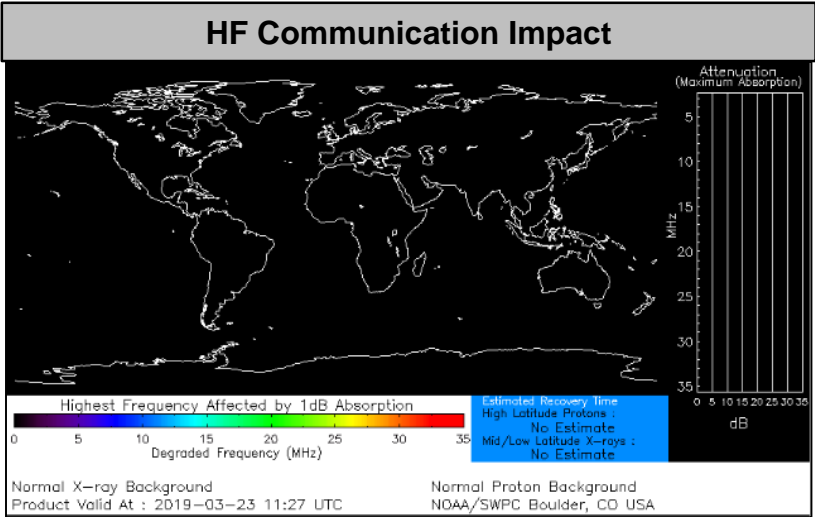 HF Communication Impact
Attenuation
(Maximum Absorption)
5
10
15
20
25
30
35
MHz
0 5 10 15 20 25 30 35
dB
Highest Frequency Affected by 1dB Absorption
0 5 10 15 20 25 30 35
Degraded Frequency (MHz)
Estimated Recovery Time
High Latitude Protons :
No Estimate
Mid/Low Latitude X-rays :
No Estimate
Normal X-ray Background
Normal Proton Background
Product Valid At : 2019-03-23 11:27 UTC
NOAA/SWPC Boulder, CO USA